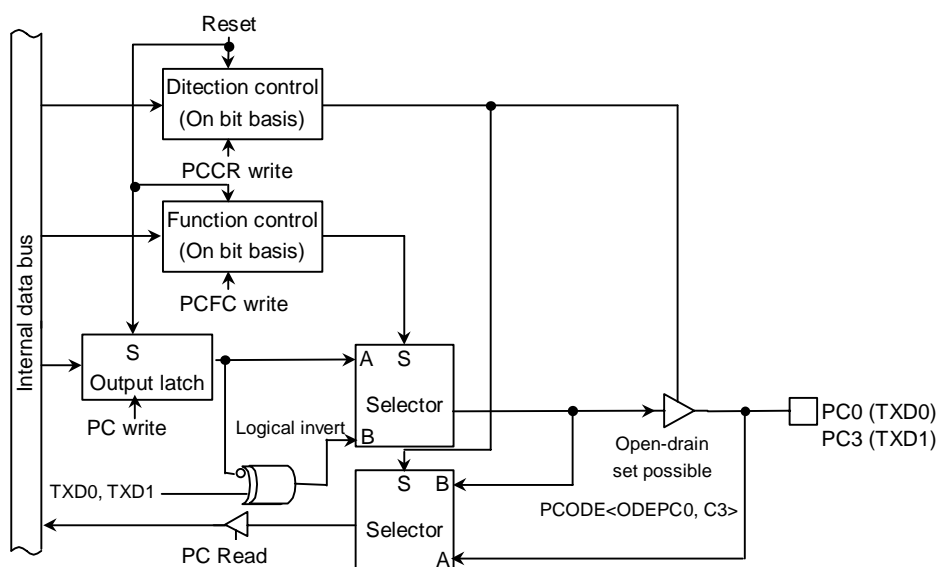 Reset
Ditection control
(On bit basis)
PCCR write
Function control
(On bit basis)
PCFC write
Internal data bus
S
Output latch
PC write
A
S
Selector
B
Logical invert
TXD0, TXD1
S
B
Selector
A
PC Read
Open-drain
set possible
PCODE<ODEPC0, C3>
PC0 (TXD0)
PC3 (TXD1)